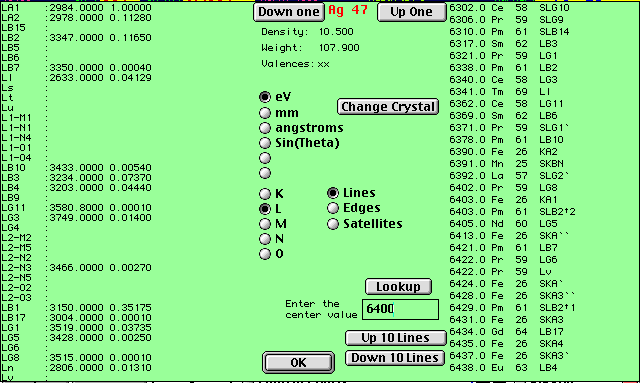 LA1 :2984.0000 1.00000
LA2 :2978.0000 0.11280
LB15 :
LB2 :3347.0000 0.11650
LB6 :
LB7 :3350.0000 0.00040
Ll :2633.0000 0.04129
Ls :
Lt :
Lu :
L1-M1 :
L1-N1 :
L1-N4 :
L1-O1 :
L1-O4 :
LB10 :3433.0000 0.00540
LB3 :3234.0000 0.07370
LB4 :3203.0000 0.04440
LB9 :
LG11 :3580.8000 0.00010
LG3 :3749.0000 0.01400
LG4 :
L2-M2 :
L2-M5 :
L2-N2 :
L2-N3 :3466.0000 0.00270
L2-N5 :
L2-O2 :
L2-O3 :
LB1 :3150.0000 0.35175
LB17 :3004.0000 0.00010
LG1 :3519.0000 0.03735
LG5 :3428.0000 0.00250
LG6 :
LG8 :3515.0000 0.00010
Ln :2806.0000 0.01310
Lv :
Down one Ag 47 Up One
Density: 10.500
Weight: 107.900
Valences: xx
eV
mm
angstroms
Sin(Theta)
Change Crystal
K
L
M
N
O
Lines
Edges
Satellites
Lookup
Enter the
center value 6400
Up 10 Lines
Down 10 Lines
OK
6302.0 Ce 58 SLG10
6306.0 Pr 59 SLG9
6310.0 Pm 61 SLB14
6317.0 Sm 62 LB3
6321.0 Pr 59 LG1
6338.0 Pm 61 LB2
6340.0 Ce 58 LG3
6341.0 Tm 69 Ll
6362.0 Ce 58 LG11
6369.0 Sm 62 LB6
6373.0 Pr 59 SLG1`
6378.0 Pm 61 LB10
6390.0 Fe 26 KA2
6391.0 Mn 25 SKBN
6392.0 La 57 SLG2`
6402.0 Pr 59 LG8
6403.0 Fe 26 KA1
6403.0 Pm 61 SLB2†2
6405.0 Nd 60 LG5
6413.0 Fe 26 SKA``
6421.0 Pm 61 LB7
6422.0 Pr 59 LG6
6422.0 Pr 59 Lv
6424.0 Fe 26 SKA`
6428.0 Fe 26 SKA3``
6429.0 Pm 61 SLB2†1
6431.0 Fe 26 SKA3
6434.0 Gd 64 LB17
6435.0 Fe 26 SKA4
6437.0 Fe 26 SKA3`
6438.0 Eu 63 LB4